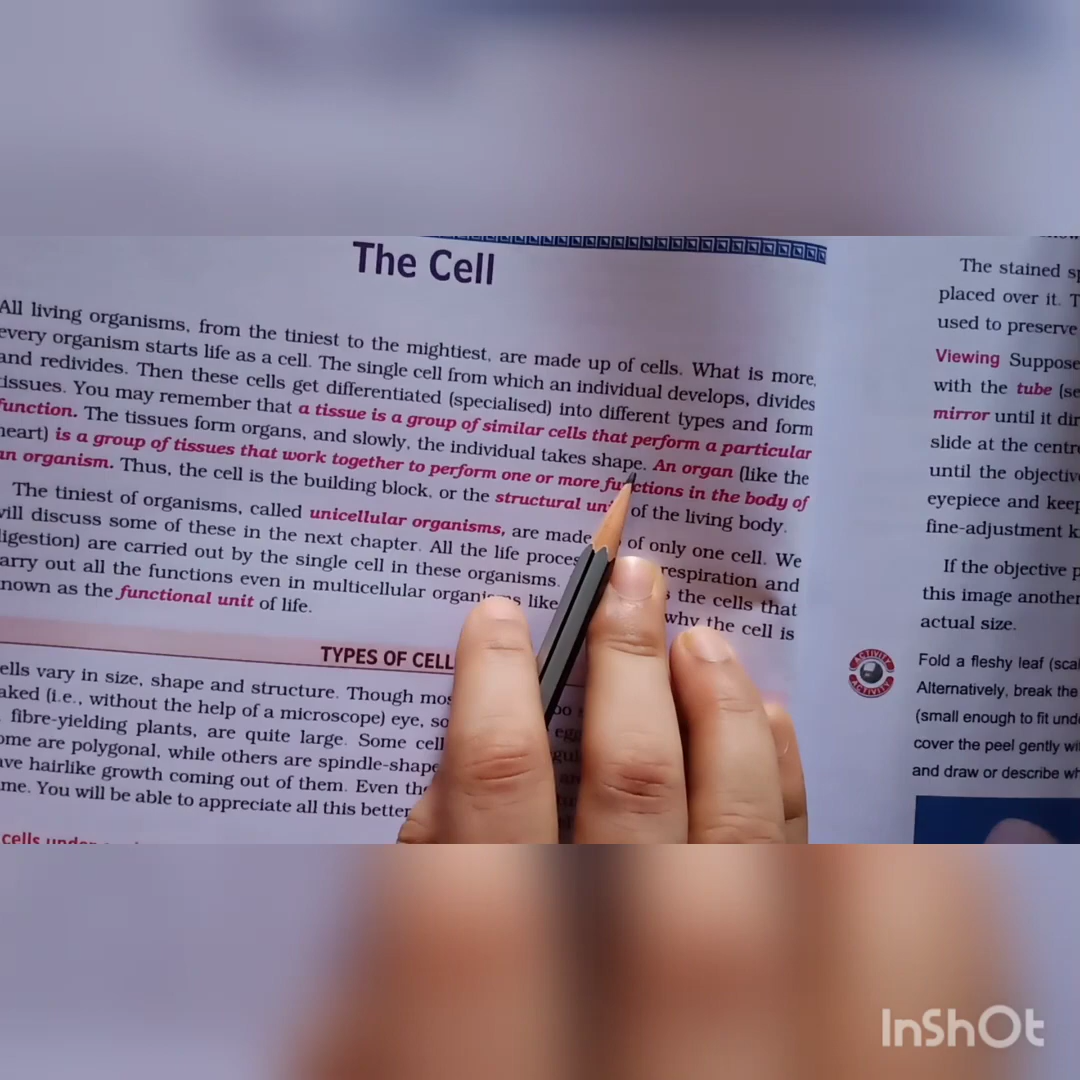 The Cell
All living organisms, from the tiniest to the mightiest, are made up of cells. What is more,
every organism starts life as a cell. The single cell from which an individual develops, divides
and redivides. Then these cells get differentiated (specialised) into different types and form
tissues. You may remember that a tissue is a group of similar cells that perform a particular
function. The tissues form organs, and slowly, the individual takes shape. An organ (like the
heart) is a group of tissues that work together to perform one or more functions in the body of
an organism. Thus, the cell is the building block, or the structural unit of the living body.
The tiniest of organisms, called unicellular organisms, are made of only one cell. We
will discuss some of these in the next chapter. All the life respiration and
digestion) are carried out by the single cell in these organisms. the cells that
carry out all the functions even in multicellular organisms like why the cell is
known as the functional unit of life.
TYPES OF CELL
cells vary in size, shape and structure. Though
(i.e., without the help of a microscope) eye,
fibre-yielding plants, are quite large. Some
some are polygonal, while others are
have hairlike growth coming out of them. Even
You will be able to appreciate all this better
cells
The stained
placed over it.
used to preserve
Viewing Suppose
with the tube
mirror until it
slide at the
until the
eyepiece and
fine-adjustment
If the objective
this image another
actual size.
ACTIVITY
ACTIVITY
Fold a fleshy leaf
Alternatively, break the
(small enough to fit
cover the peel gently
and draw or describe
InShOt